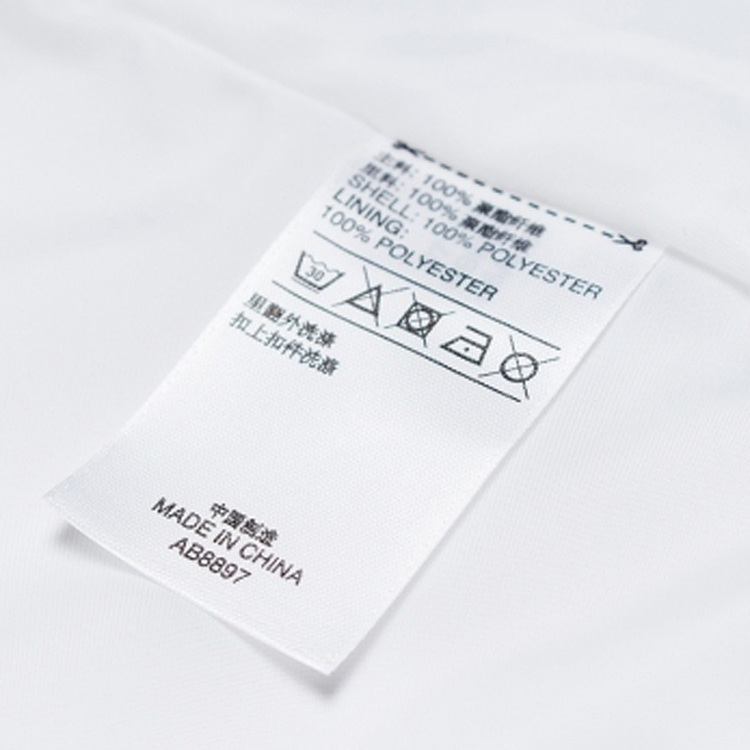 主料: 100% 聚酯纤维
里料: 100% 聚酯纤维
SHELL: 100% POLYESTER
LINING:
100% POLYESTER
30
里翻外洗涤
扣上扣件洗涤
中国制造
MADE IN CHINA
AB8897